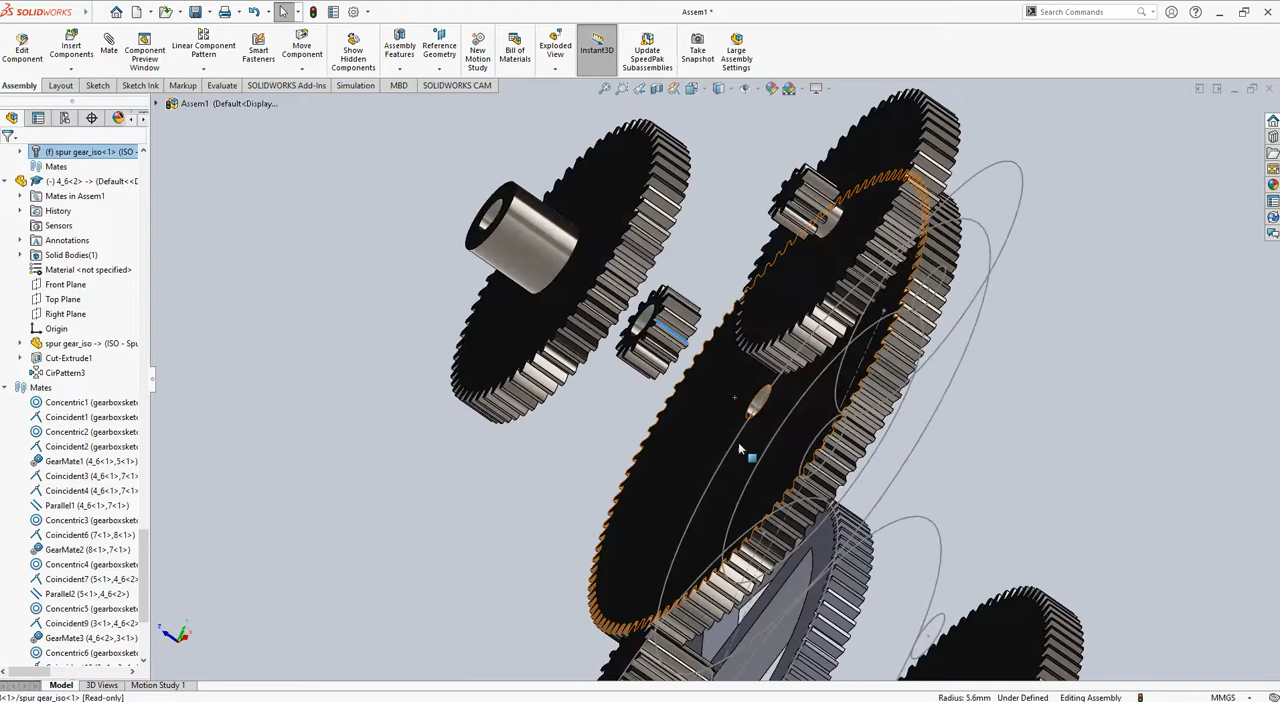 SOLIDWORKS
Assem1 *
Search Commands
Edit Component
Insert Components
Mate
Component Preview Window
Linear Component Pattern
Smart Fasteners
Move Component
Show Hidden Components
Assembly Features
Reference Geometry
New Motion Study
Bill of Materials
Exploded View
Instant3D
Update SpeedPak Subassemblies
Take Snapshot
Large Assembly Settings
Assembly
Layout
Sketch
Sketch Ink
Markup
Evaluate
SOLIDWORKS Add-Ins
Simulation
MBD
SOLIDWORKS CAM
Assem1 (Default<Display...
(f) spur gear_iso<1> (ISO -
Mates
(-) 4_6<2> -> (Default<<D
Mates in Assem1
History
Sensors
Annotations
Solid Bodies(1)
Material <not specified>
Front Plane
Top Plane
Right Plane
Origin
spur gear_iso -> (ISO - Spu
Cut-Extrude1
CirPattern3
Mates
Concentric1 (gearboxsketc
Coincident1 (gearboxsketc
Concentric2 (gearboxsketc
Coincident2 (gearboxsketc
GearMate1 (4_6<1>,5<1>)
Coincident3 (4_6<1>,7<1>
Coincident4 (4_6<1>,7<1>
Parallel1 (4_6<1>,7<1>)
Concentric3 (gearboxsketc
Coincident6 (7<1>,8<1>)
GearMate2 (8<1>,7<1>)
Concentric4 (gearboxsketc
Coincident7 (5<1>,4_6<2>
Parallel2 (5<1>,4_6<2>)
Concentric5 (gearboxsketc
Coincident9 (3<1>,4_6<2>
GearMate3 (4_6<2>,3<1>)
Concentric6 (gearboxsketc
z
x
Model
3D Views
Motion Study 1
<1>/spur gear_iso<1> [Read-only]
Radius: 5.6mm
Under Defined
Editing Assembly
MMGS